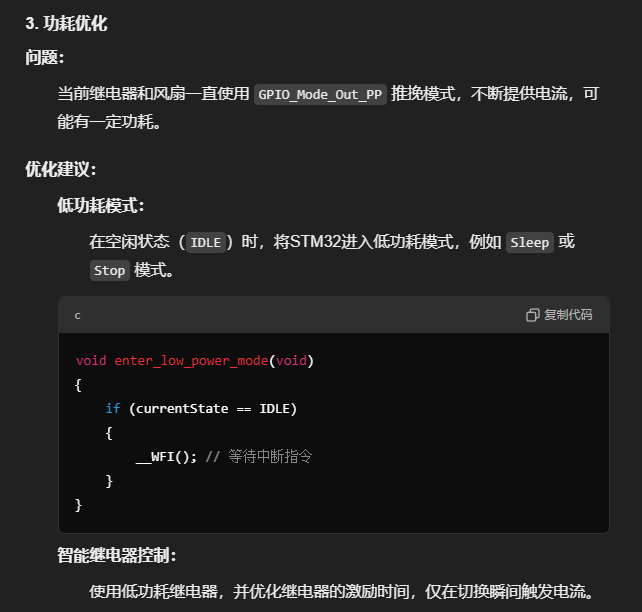 3. 功耗优化
问题：
当前继电器和风扇一直使用 GPIO_Mode_Out_PP 推挽模式，不断提供电流，可
能有一定功耗。
优化建议：
低功耗模式：
在空闲状态（IDLE）时，将STM32进入低功耗模式，例如 Sleep 或
Stop 模式。
c 复制代码
void enter_low_power_mode(void)
{
if (currentState == IDLE)
{
__WFI(); // 等待中断指令
}
}
智能继电器控制：
使用低功耗继电器，并优化继电器的激励时间，仅在切换瞬间触发电流。